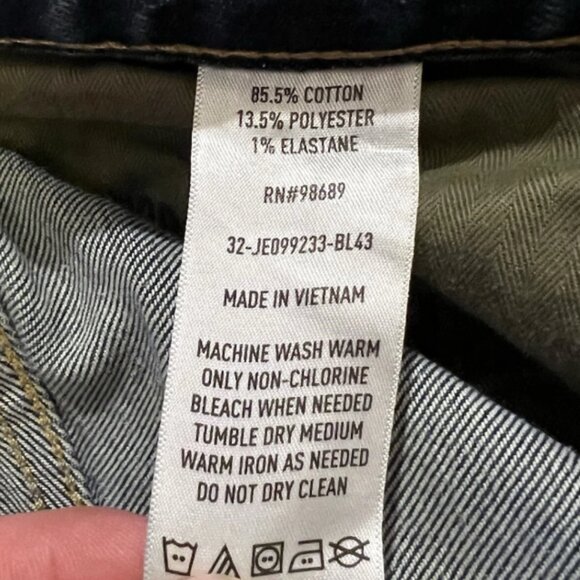 85.5% COTTON
13.5% POLYESTER
1% ELASTANE
RN#98689
32-JE099233-BL43
MADE IN VIETNAM
MACHINE WASH WARM
ONLY NON-CHLORINE
BLEACH WHEN NEEDED
TUMBLE DRY MEDIUM
WARM IRON AS NEEDED
DO NOT DRY CLEAN